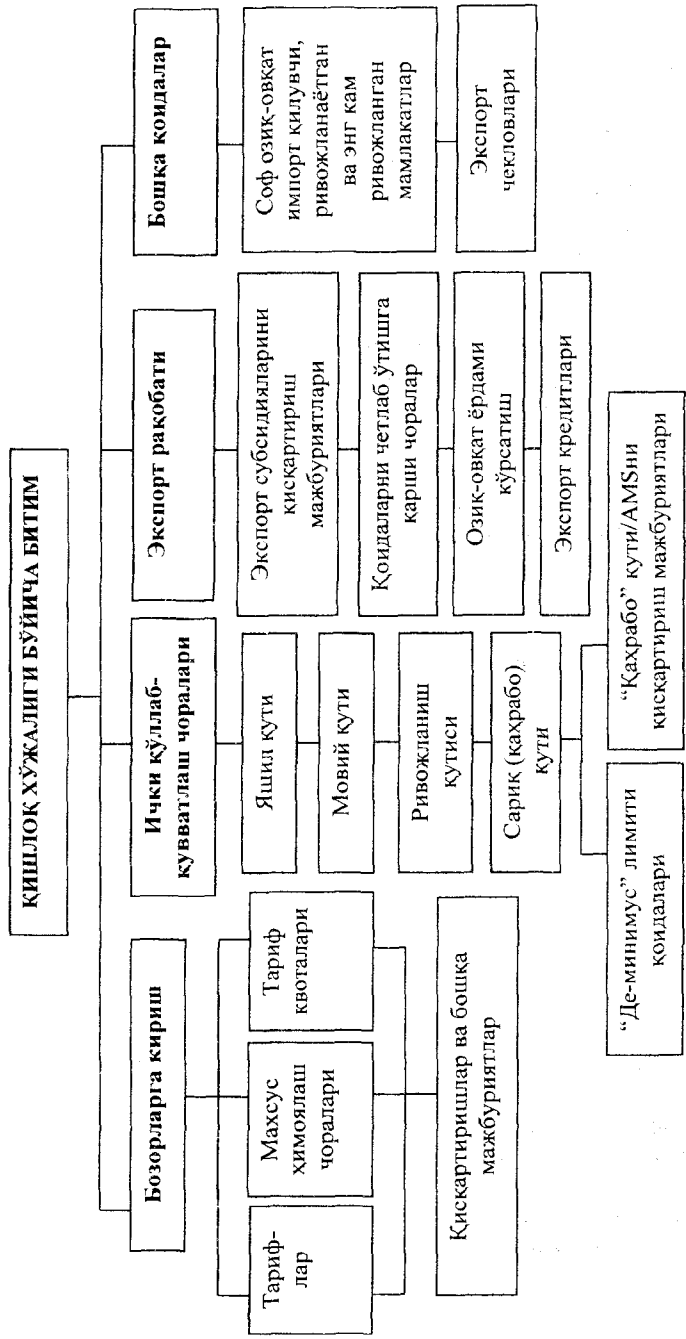 ҚИШЛОҚ ХЎЖАЛИГИ БЎЙИЧА БИТИМ
Бозорларга кириш
Тариф-
лар
Махсус
ҳимоялаш
чоралари
Тариф
квоталари
Қисқартиришлар ва бошқа
мажбуриятлар
Ички қўллаб-
қувватлаш чоралари
Яшил қути
Мовий қути
Ривожланиш
қутиси
Сариқ (қаҳрабо)
қути
“Де-минимус” лимити
қоидалари
“Қаҳрабо” қути/AMSни
қисқартириш мажбуриятлари
Экспорт рақобати
Экспорт субсидияларини
қисқартириш
мажбуриятлари
Қоидаларни четлаб ўтишга
қарши чоралар
Озиқ-овқат ёрдами
кўрсатиш
Экспорт кредитлари
Бошқа қоидалар
Соф озиқ-овқат
импорт қилувчи,
ривожланаётган
ва энг кам
ривожланган
мамлакатлар
Экспорт
чекловлари